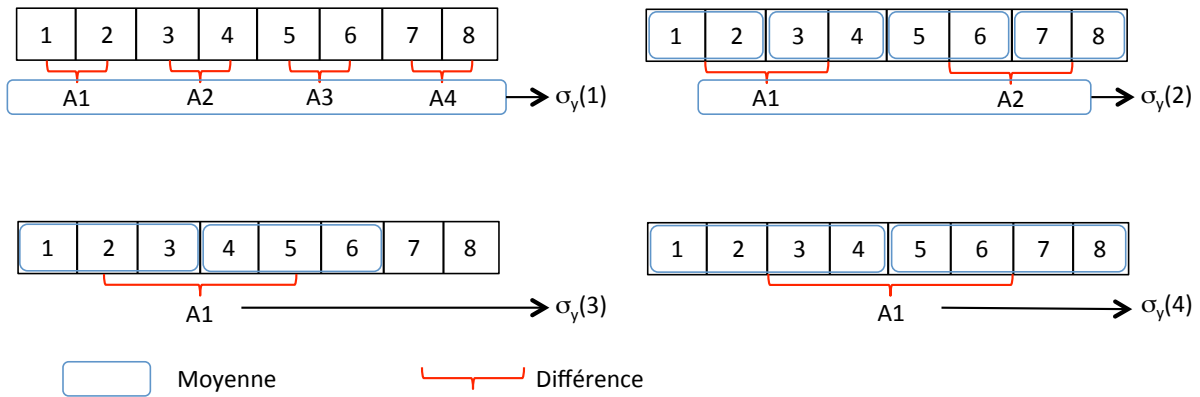 1 2 3 4 5 6 7 8
A1 A2 A3 A4 σy(1)
1 2 3 4 5 6 7 8
A1 A2 σy(2)
1 2 3 4 5 6 7 8
A1 σy(3)
1 2 3 4 5 6 7 8
A1 σy(4)
Moyenne
Différence